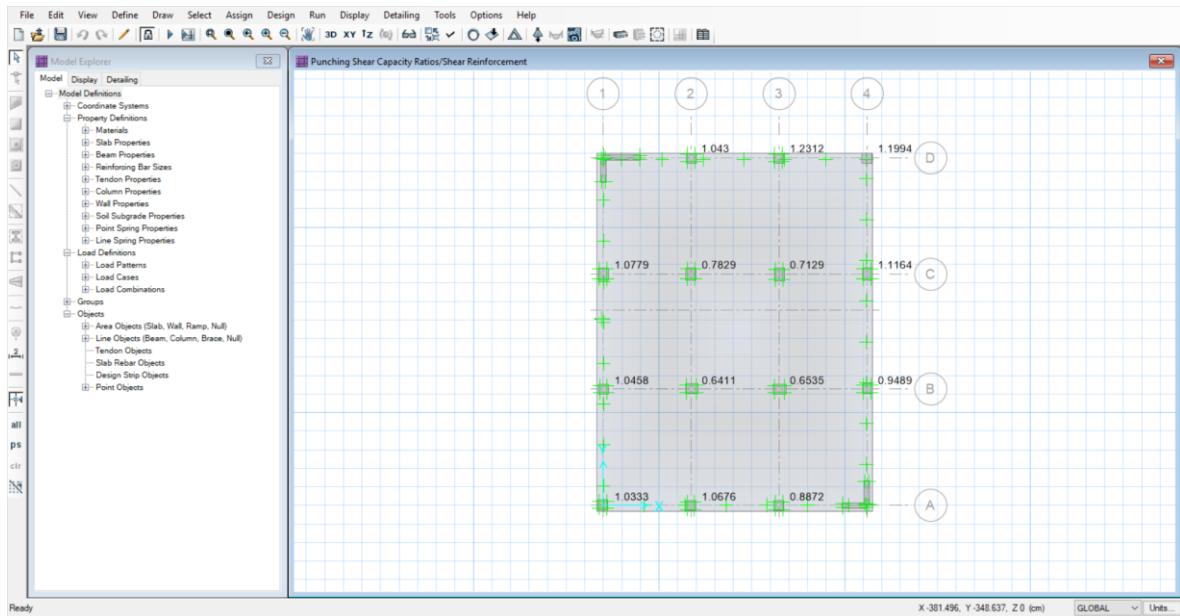 File Edit View Define Draw Select Assign Design Run Display Detailing Tools Options Help
3D XY
Model Explorer
Model Display Detailing
Model Definitions
Coordinate Systems
Property Definitions
Materials
Slab Properties
Beam Properties
Reinforcing Bar Sizes
Tendon Properties
Column Properties
Wall Properties
Soil Subgrade Properties
Point Spring Properties
Line Spring Properties
Load Definitions
Load Patterns
Load Cases
Load Combinations
Groups
Objects
Area Objects (Slab, Wall, Ramp, Null)
Line Objects (Beam, Column, Brace, Null)
Tendon Objects
Slab Rebar Objects
Design Strip Objects
Point Objects
all
ps
clr
Punching Shear Capacity Ratios/Shear Reinforcement
1 2 3 4
1.043 1.2312 1.1994 D
1.0779 0.7829 0.7129 1.1164 C
1.0458 0.6411 0.6535 0.9489 B
1.0333 1.0676 0.8872 A
X
Ready
X -381.496, Y -348.637, Z 0 (cm) GLOBAL Units...